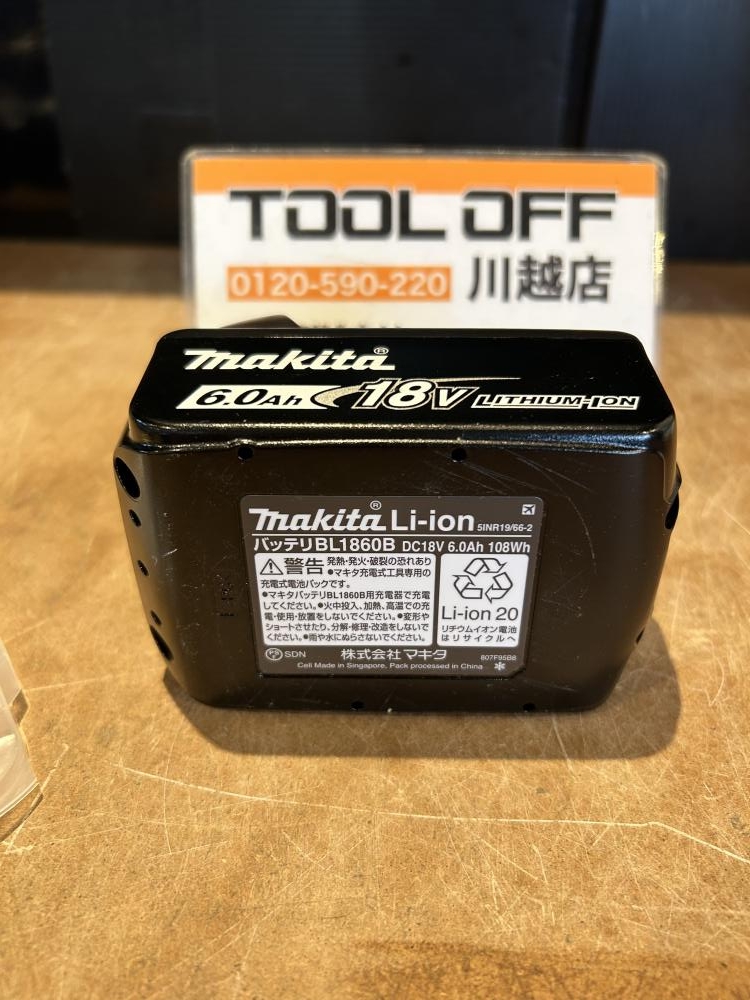 TOOL OFF
0120-590-220 川越店
makita®
6.0Ah 18V LITHIUM-ION
makita® Li-ion 5INR19/66-2
バッテリBL1860B DC18V 6.0Ah 108Wh
警告 発熱・発火・破裂の恐れあり
●マキタ充電式工具専用の
充電式電池パックです。
●マキタバッテリBL1860B用充電器で充電
してください。●火中投入、加熱、高温での充
電・使用・放置をしないでください。●変形や
ショートさせたり、分解・修理・改造をしないで
ください。●雨や水にぬらさないでください。
Li-ion 20
リチウムイオン電池
はリサイクルへ
PSE SDN 株式会社 マキタ 807F85B8
Cell Made in Singapore, Pack processed in China